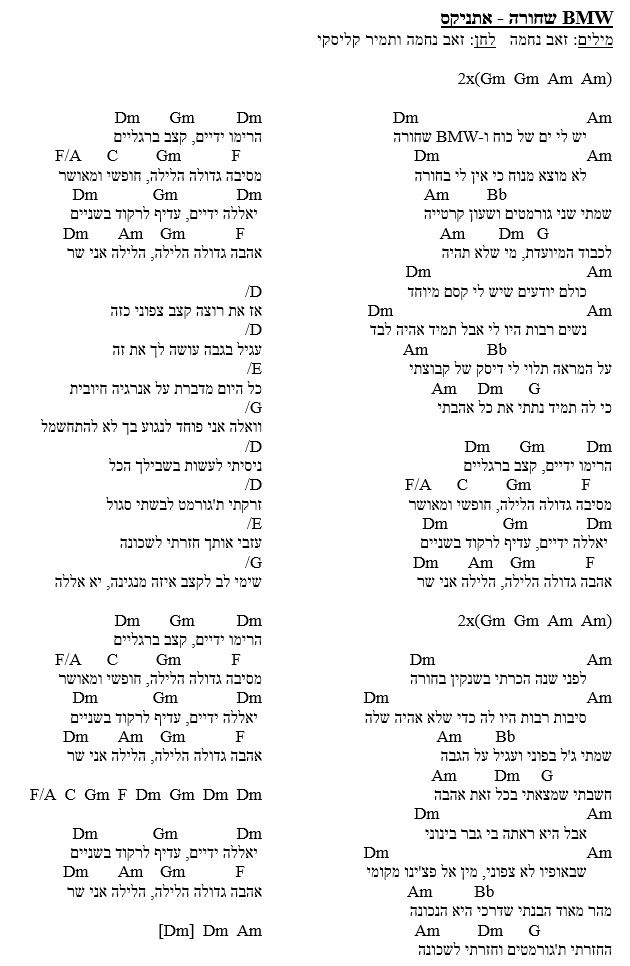 BMW שחורה - אתניקס
מילים: זאב נחמה   לחן: זאב נחמה ותמיר קליסקי
2x(Gm  Gm  Am  Am)
Dm Am
יש לי ים של כוח ו-BMW שחורה
Dm Am
לא מוצא מנוח כי אין לי בחורה
Am Bb
שמתי שני גורמטים ושעון קרטייה
Am Dm G
לכבוד המיועדת, מי שלא תהיה
Dm Am
כולם יודעים שיש לי קסם מיוחד
Dm Am
נשים רבות היו לי אבל תמיד אהיה לבד
Am Bb
על המראה תלוי לי דיסק של קבוצתי
Am Dm G
כי לה תמיד נתתי את כל אהבתי
Dm Gm Dm
הרימו ידיים, קצב ברגליים
F/A C Gm F
מסיבה גדולה הלילה, חופשי ומאושר
Dm Gm Dm
יאללה ידיים, עדיף לרקוד בשניים
Dm Am Gm F
אהבה גדולה הלילה, הלילה אני שר
2x(Gm  Gm  Am  Am)
Dm Am
לפני שנה הכרתי בשנקין בחורה
Dm Am
סיבות רבות היו לה כדי שלא אהיה שלה
Am Bb
שמתי ג'ל בפוני ועגיל על הגבה
Am Dm G
חשבתי שמצאתי בכל זאת אהבה
Dm Am
אבל היא ראתה בי גבר בינוני
Dm Am
שבאופיו לא צפוני, מין אל פצ'ינו מקומי
Am Bb
מהר מאוד הבנתי שדרכי היא הנכונה
Am Dm G
החזרתי ת'גורמטים וחזרתי לשכונה
Dm Gm Dm
הרימו ידיים, קצב ברגליים
F/A C Gm F
מסיבה גדולה הלילה, חופשי ומאושר
Dm Gm Dm
יאללה ידיים, עדיף לרקוד בשניים
Dm Am Gm F
אהבה גדולה הלילה, הלילה אני שר
/D
אז את רוצה קצב צפוני כזה
/D
עגיל בגבה עושה לך את זה
/E
כל היום מדברת על אנרגיה חיובית
/G
וואלה אני פוחד לנגוע בך לא להתחשמל
/D
ניסיתי לעשות בשבילך הכל
/D
זרקתי ת'גורמט לבשתי סגול
/E
עזבי אותך חזרתי לשכונה
/G
שימי לב לקצב איזה מנגינה, יא אללה
Dm Gm Dm
הרימו ידיים, קצב ברגליים
F/A C Gm F
מסיבה גדולה הלילה, חופשי ומאושר
Dm Gm Dm
יאללה ידיים, עדיף לרקוד בשניים
Dm Am Gm F
אהבה גדולה הלילה, הלילה אני שר
F/A C Gm F Dm Gm Dm Dm
Dm Gm Dm
יאללה ידיים, עדיף לרקוד בשניים
Dm Am Gm F
אהבה גדולה הלילה, הלילה אני שר
[Dm] Dm Am